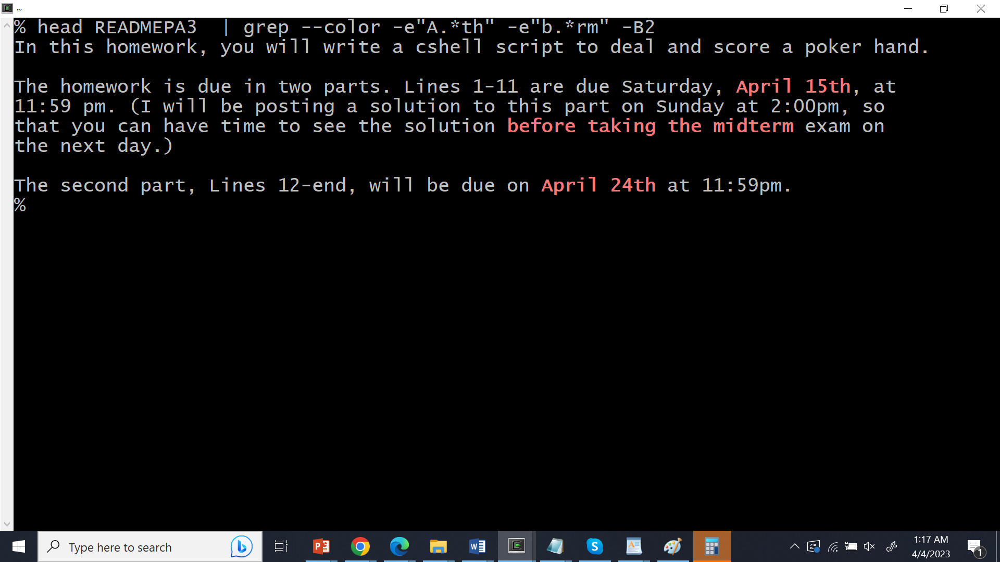 ~
% head READMEPA3  | grep --color -e"A.*th" -e"b.*rm" -B2
In this homework, you will write a cshell script to deal and score a poker hand.

The homework is due in two parts. Lines 1-11 are due Saturday, April 15th, at
11:59 pm. (I will be posting a solution to this part on Sunday at 2:00pm, so
that you can have time to see the solution before taking the midterm exam on
the next day.)

The second part, Lines 12-end, will be due on April 24th at 11:59pm.
%
Type here to search
1:17 AM
4/4/2023
1